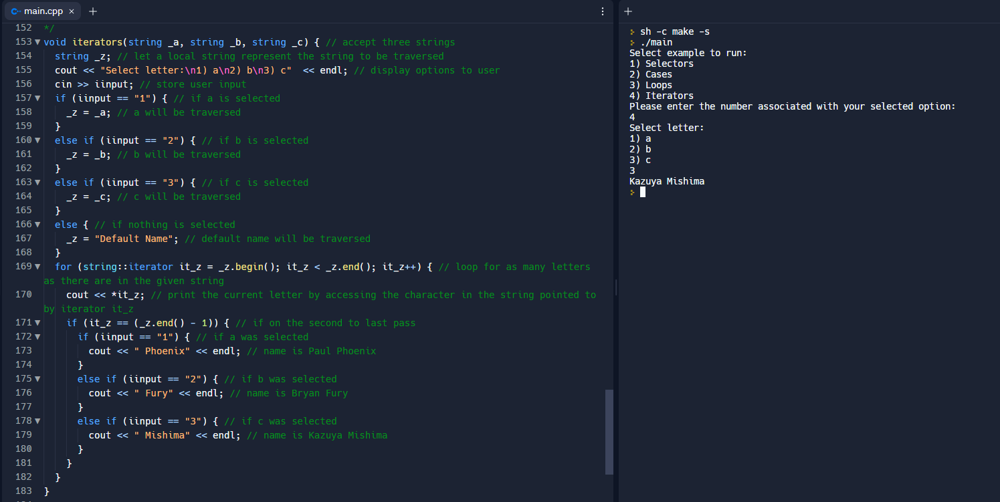 main.cpp × +
152 */
153 void iterators(string _a, string _b, string _c) { // accept three strings
154 string _z; // let a local string represent the string to be traversed
155 cout << "Select letter:\n1) a\n2) b\n3) c"  << endl; // display options to user
156 cin >> iinput; // store user input
157 if (iinput == "1") { // if a is selected
158 _z = _a; // a will be traversed
159 }
160 else if (iinput == "2") { // if b is selected
161 _z = _b; // b will be traversed
162 }
163 else if (iinput == "3") { // if c is selected
164 _z = _c; // c will be traversed
165 }
166 else { // if nothing is selected
167 _z = "Default Name"; // default name will be traversed
168 }
169 for (string::iterator it_z = _z.begin(); it_z < _z.end(); it_z++) { // loop for as many letters
as there are in the given string
170 cout << *it_z; // print the current letter by accessing the character in the string pointed to
by iterator it_z
171 if (it_z == (_z.end() - 1)) { // if on the second to last pass
172 if (iinput == "1") { // if a was selected
173 cout << " Phoenix" << endl; // name is Paul Phoenix
174 }
175 else if (iinput == "2") { // if b was selected
176 cout << " Fury" << endl; // name is Bryan Fury
177 }
178 else if (iinput == "3") { // if c was selected
179 cout << " Mishima" << endl; // name is Kazuya Mishima
180 }
181 }
182 }
183 }
+
sh -c make -s
./main
Select example to run:
1) Selectors
2) Cases
3) Loops
4) Iterators
Please enter the number associated with your selected option:
4
Select letter:
1) a
2) b
3) c
3
Kazuya Mishima